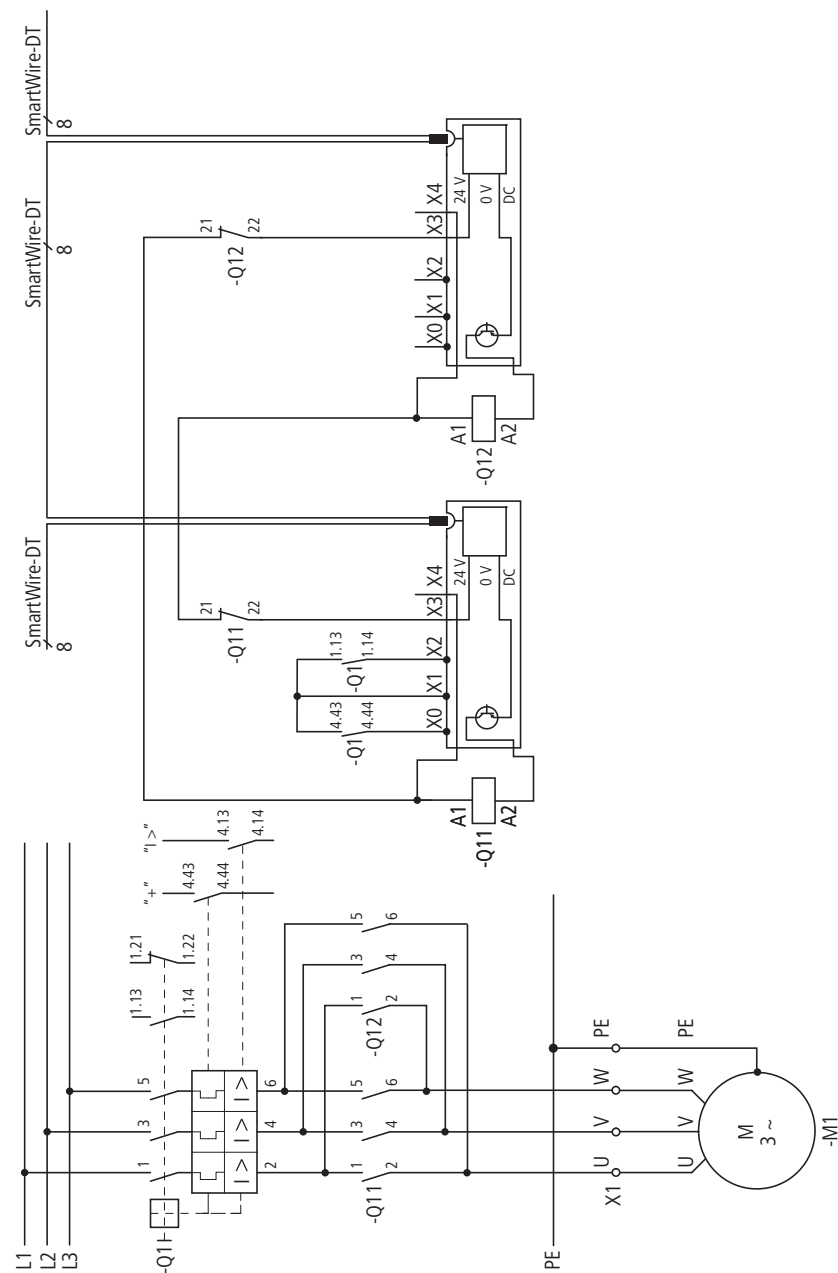 SmartWire-DT
8
SmartWire-DT
8
SmartWire-DT
8
21
22
-Q12
X0
X1
X2
X3
X4
24 V
0 V
DC
A1
A2
-Q12
21
22
-Q11
1.13
1.14
-Q1
4.43
4.44
-Q1
X0
X1
X2
X3
X4
24 V
0 V
DC
A1
A2
-Q11
"I >"
4.13
4.14
"+"
4.43
4.44
1.21
1.22
1.13
1.14
L1
L2
L3
-Q1
1
3
5
I >
I >
I >
2
4
6
-Q11
1
2
3
4
5
6
-Q12
1
2
3
4
5
6
PE
X1
U
V
W
PE
U
V
W
PE
M
3 ~
-M1